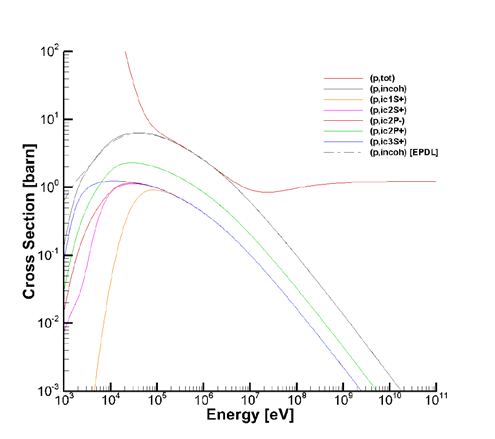 10²
(p,tot)
(p,incoh)
(p,ic1S+)
(p,ic2S+)
(p,ic2P-)
(p,ic2P+)
(p,ic3S+)
(p,incoh) [EPDL]
10¹
10⁰
10⁻¹
10⁻²
10⁻³
Cross Section [barn]
10³ 10⁴ 10⁵ 10⁶ 10⁷ 10⁸ 10⁹ 10¹⁰ 10¹¹
Energy [eV]